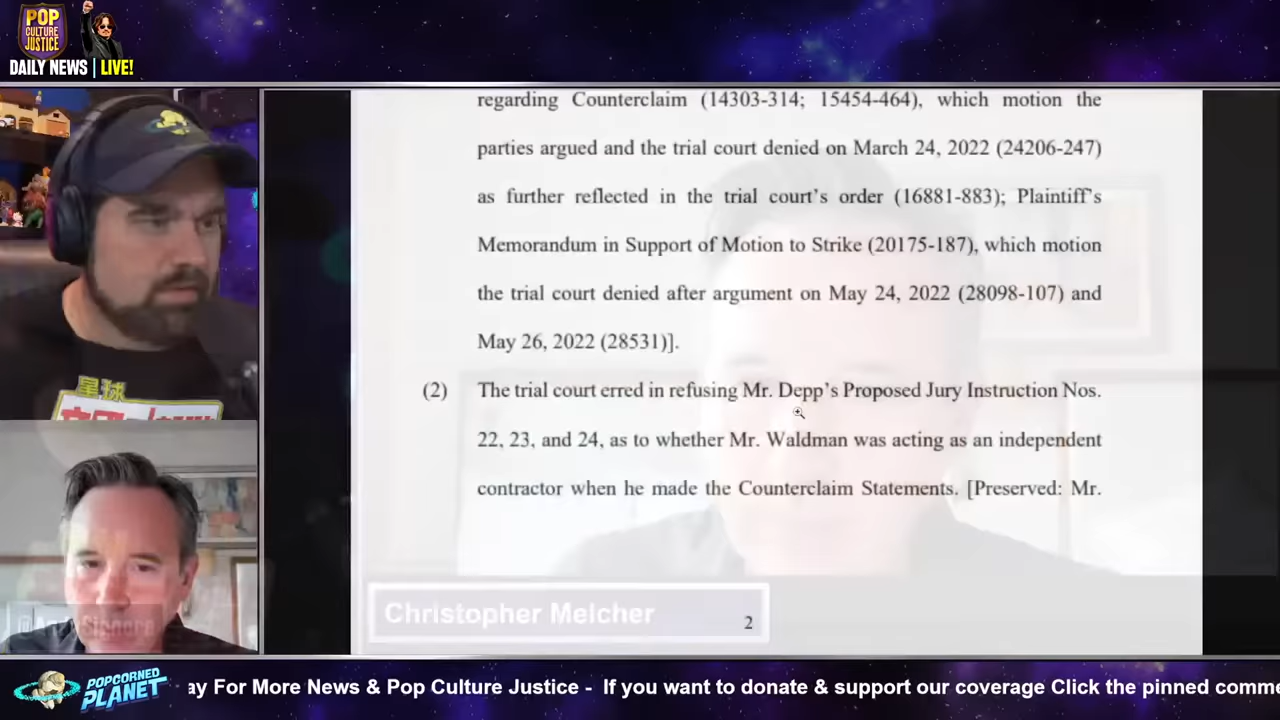 POP
CULTURE
JUSTICE
DAILY NEWS | LIVE!
regarding Counterclaim (14303-314; 15454-464), which motion the
parties argued and the trial court denied on March 24, 2022 (24206-247)
as further reflected in the trial court's order (16881-883); Plaintiff's
Memorandum in Support of Motion to Strike (20175-187), which motion
the trial court denied after argument on May 24, 2022 (28098-107) and
May 26, 2022 (28531)].
(2) The trial court erred in refusing Mr. Depp's Proposed Jury Instruction Nos.
22, 23, and 24, as to whether Mr. Waldman was acting as an independent
contractor when he made the Counterclaim Statements. [Preserved: Mr.
2
Christopher Melcher
星球
POPCORNED
PLANET
ay For More News & Pop Culture Justice - If you want to donate & support our coverage Click the pinned comme